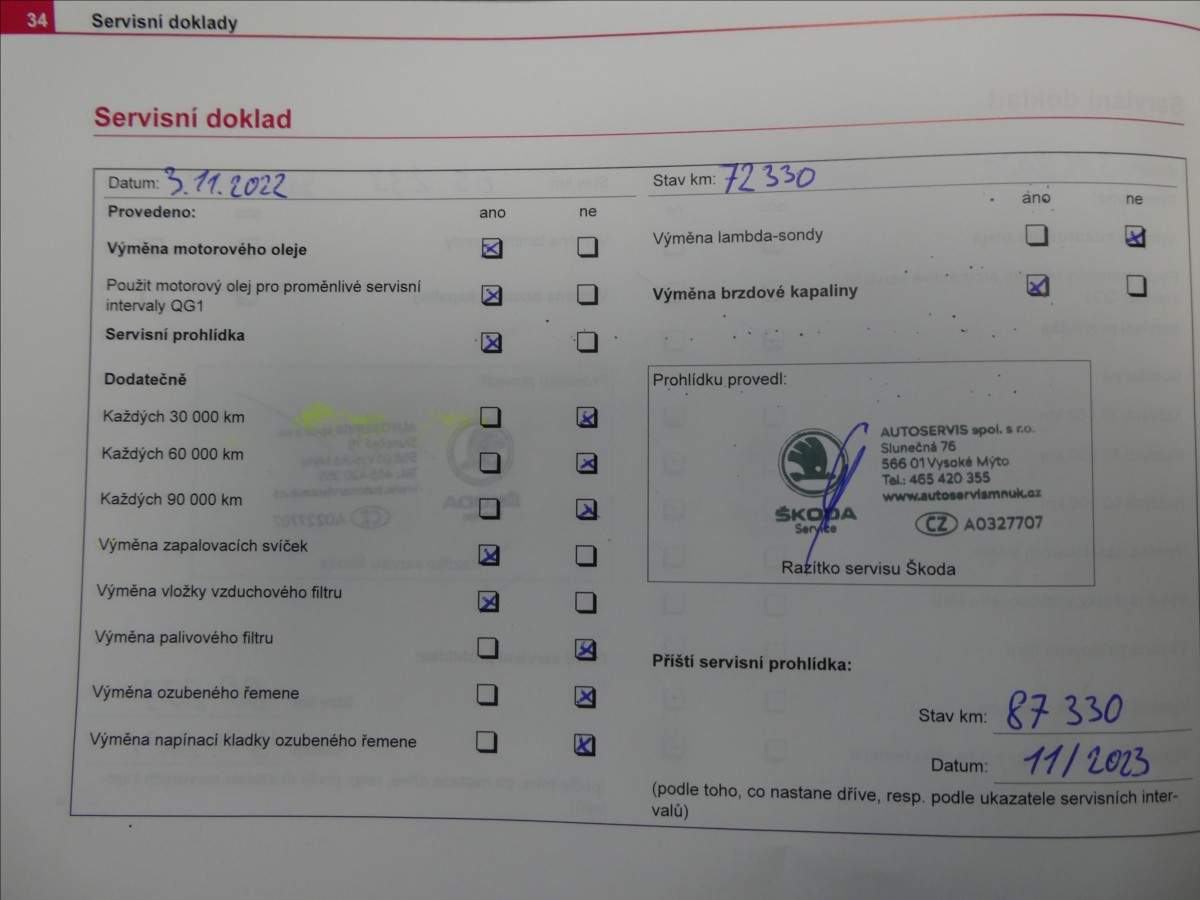 34 Servisní doklady
Servisní doklad
Datum: 3.11.2022
Provedeno: ano ne
Výměna motorového oleje
Použit motorový olej pro proměnlivé servisní
intervaly QG1
Servisní prohlídka
Dodatečně
Každých 30 000 km
Každých 60 000 km
Každých 90 000 km
Výměna zapalovacích svíček
Výměna vložky vzduchového filtru
Výměna palivového filtru
Výměna ozubeného řemene
Výměna napínací kladky ozubeného řemene
Stav km: 72 330
ano ne
Výměna lambda-sondy
Výměna brzdové kapaliny
Prohlídku provedl:
ŠKODA
Service
AUTOSERVIS spol. s r.o.
Slunečná 76
566 01 Vysoké Mýto
Tel.: 465 420 355
www.autoservismnuk.cz
CZ A0327707
Razítko servisu Škoda
Příští servisní prohlídka:
Stav km: 87 330
Datum: 11/2023
(podle toho, co nastane dříve, resp. podle ukazatele servisních inter-
valů)